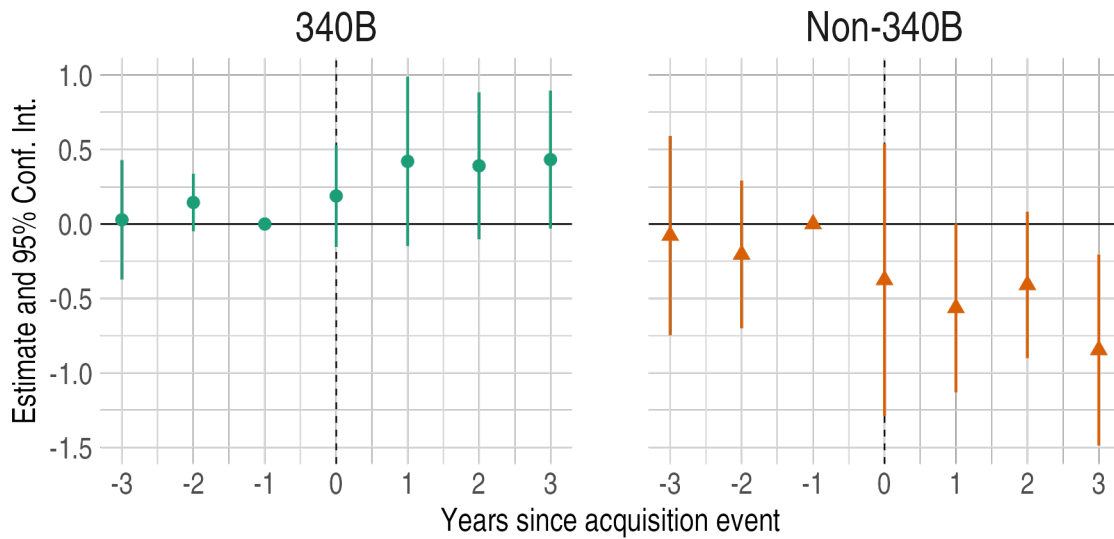 340B Non-340B
Estimate and 95% Conf. Int.
1.0
0.5
0.0
-0.5
-1.0
-1.5
-3 -2 -1 0 1 2 3 -3 -2 -1 0 1 2 3
Years since acquisition event